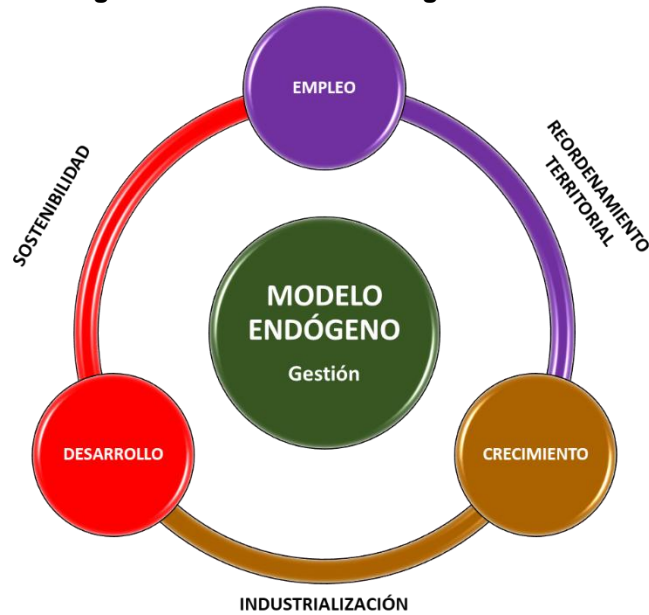 EMPLEO
SOSTENIBILIDAD
REORDENAMIENTO
TERRITORIAL
MODELO
ENDÓGENO
Gestión
DESARROLLO
CRECIMIENTO
INDUSTRIALIZACIÓN